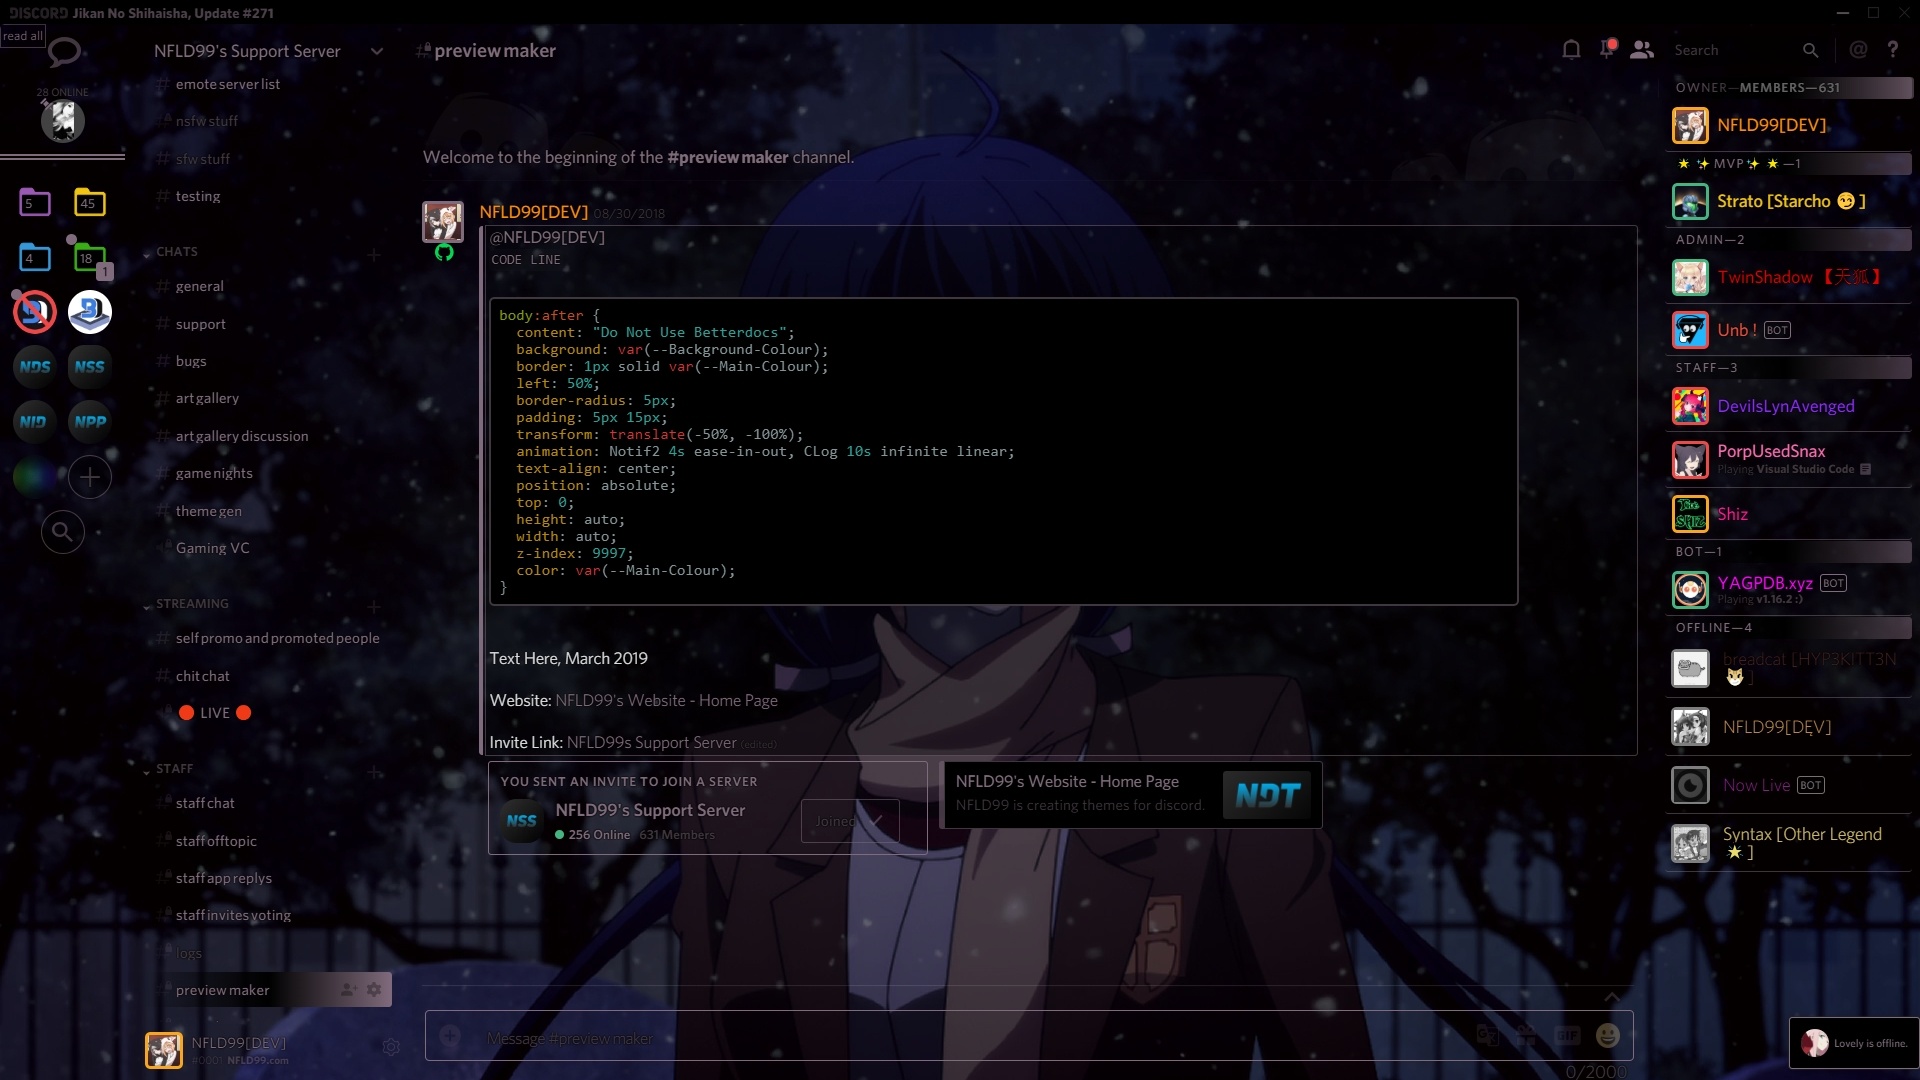 DISCORD Jikan No Shihaisha, Update #271
read all
28 ONLINE
5
45
4
18
1
NDS
NSS
NID
NPP
NFLD99's Support Server
emote server list
nsfw stuff
sfw stuff
testing
CHATS
general
support
bugs
art gallery
art gallery discussion
game nights
theme gen
Gaming VC
STREAMING
self promo and promoted people
chit chat
LIVE
STAFF
staff chat
staff offtopic
staff app replys
staff invites voting
logs
preview maker
NFLD99[DEV]
#0001 NFLD99.com
preview maker
Search
Welcome to the beginning of the #preview maker channel.
NFLD99[DEV] 08/30/2018
@NFLD99[DEV]
CODE LINE
body:after {
content: "Do Not Use Betterdocs";
background: var(--Background-Colour);
border: 1px solid var(--Main-Colour);
left: 50%;
border-radius: 5px;
padding: 5px 15px;
transform: translate(-50%, -100%);
animation: Notif2 4s ease-in-out, CLog 10s infinite linear;
text-align: center;
position: absolute;
top: 0;
height: auto;
width: auto;
z-index: 9997;
color: var(--Main-Colour);
}
Text Here, March 2019
Website: NFLD99's Website - Home Page
Invite Link: NFLD99s Support Server (edited)
YOU SENT AN INVITE TO JOIN A SERVER
NSS
NFLD99's Support Server
256 Online 631 Members
Joined
NFLD99's Website - Home Page
NFLD99 is creating themes for discord.
NDT
Message #preview maker
GIF
0/2000
OWNER—MEMBERS—631
NFLD99[DEV]
MVP —1
Strato [Starcho 😏 ]
ADMIN—2
TwinShadow 【天狐】
Unb ! BOT
STAFF—3
DevilsLynAvenged
PorpUsedSnax
Playing Visual Studio Code
The SHIZ
Shiz
BOT—1
YAGPDB.xyz BOT
Playing v1.16.2 :)
OFFLINE—4
breadcat [HYP3KITT3N
🐱 ]
NFLD99[DEV]
Now Live BOT
Syntax [Other Legend
🌟 ]
Lovely is offline.